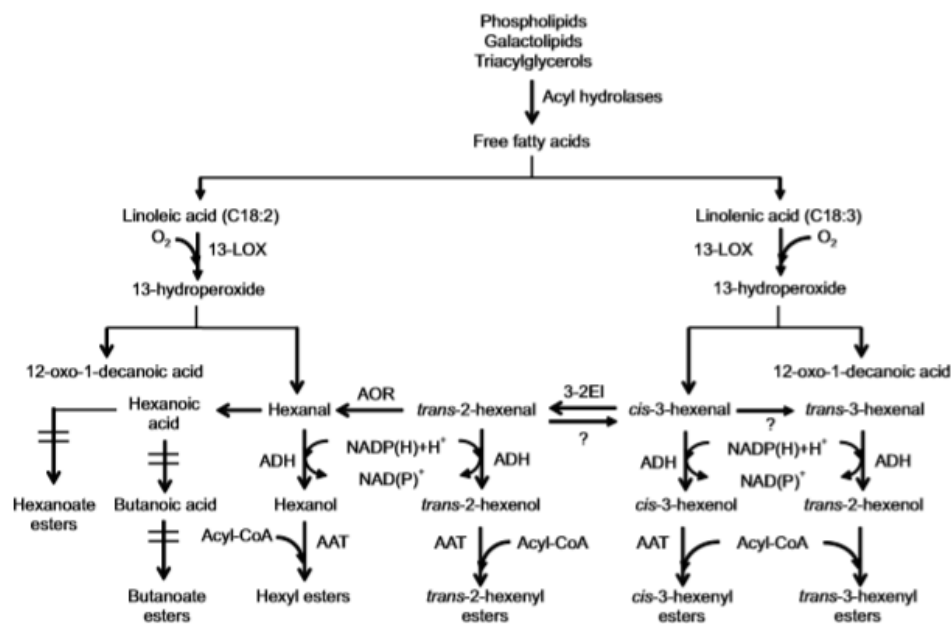 Phospholipids
Galactolipids
Triacylglycerols
Acyl hydrolases
Free fatty acids
Linoleic acid (C18:2)
Linolenic acid (C18:3)
O2
13-LOX
13-LOX
O2
13-hydroperoxide
13-hydroperoxide
12-oxo-1-decanoic acid
12-oxo-1-decanoic acid
Hexanoic
acid
Hexanal
AOR
trans-2-hexenal
3-2EI
?
cis-3-hexenal
?
trans-3-hexenal
ADH
NADP(H)+H+
NAD(P)+
ADH
ADH
NADP(H)+H+
NAD(P)+
ADH
Hexanoate
esters
Butanoic acid
Hexanol
trans-2-hexenol
cis-3-hexenol
trans-2-hexenol
Acyl-CoA
AAT
AAT
Acyl-CoA
AAT
Acyl-CoA
Butanoate
esters
Hexyl esters
trans-2-hexenyl
esters
cis-3-hexenyl
esters
trans-3-hexenyl
esters